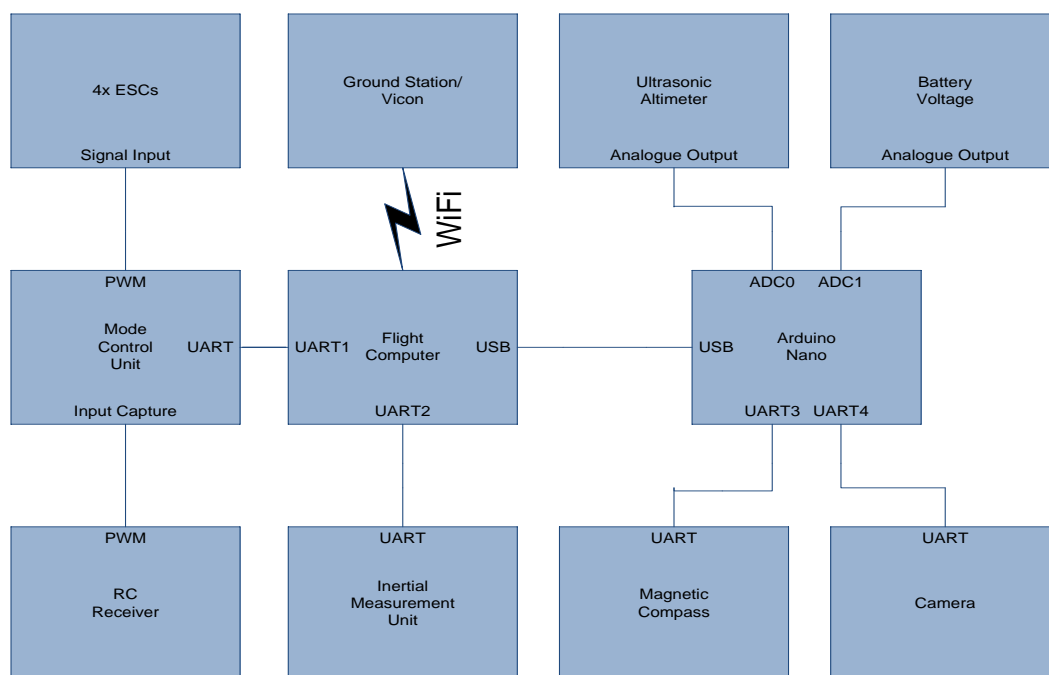 4x ESCs
Signal Input
Ground Station/
Vicon
Ultrasonic
Altimeter
Analogue Output
Battery
Voltage
Analogue Output
WiFi
PWM
Mode
Control
Unit
UART
Input Capture
UART1
Flight
Computer
USB
UART2
ADC0
ADC1
USB
Arduino
Nano
UART3
UART4
PWM
RC
Receiver
UART
Inertial
Measurement
Unit
UART
Magnetic
Compass
UART
Camera